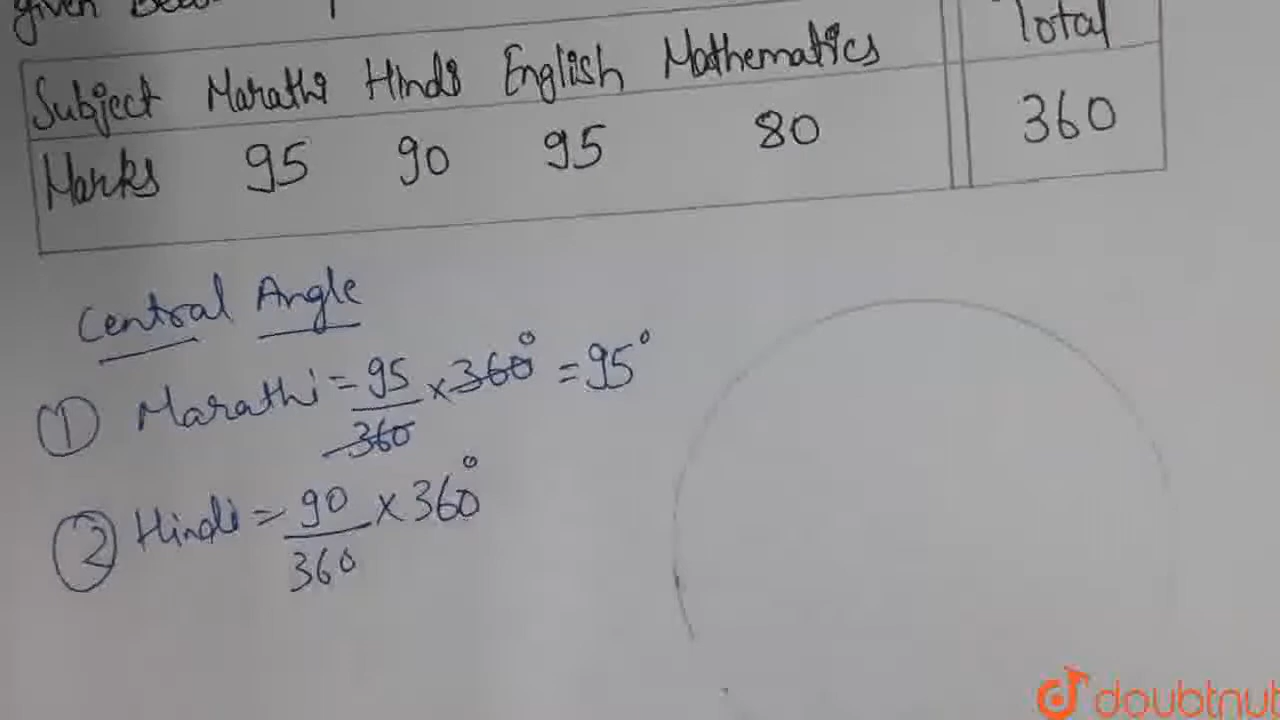 given
Subject Marathi Hindi English Mathematics Total
Marks 95 90 95 80 360
Central Angle
① Marathi = 95/360 × 360° = 95°
② Hindi = 90/360 × 360°
doubtnut